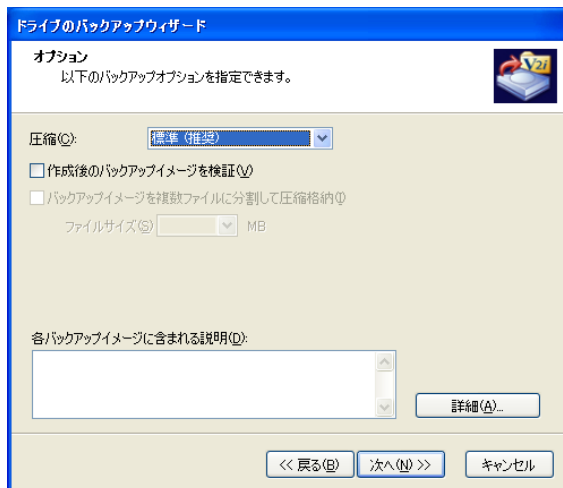 ドライブのバックアップウィザード
オプション
以下のバックアップオプションを指定できます。
V2i
圧縮(C):
標準 (推奨)
作成後のバックアップイメージを検証(V)
バックアップイメージを複数ファイルに分割して圧縮格納(I)
ファイルサイズ(S)
MB
各バックアップイメージに含まれる説明(D):
詳細(A)...
<< 戻る(B)
次へ(N) >>
キャンセル